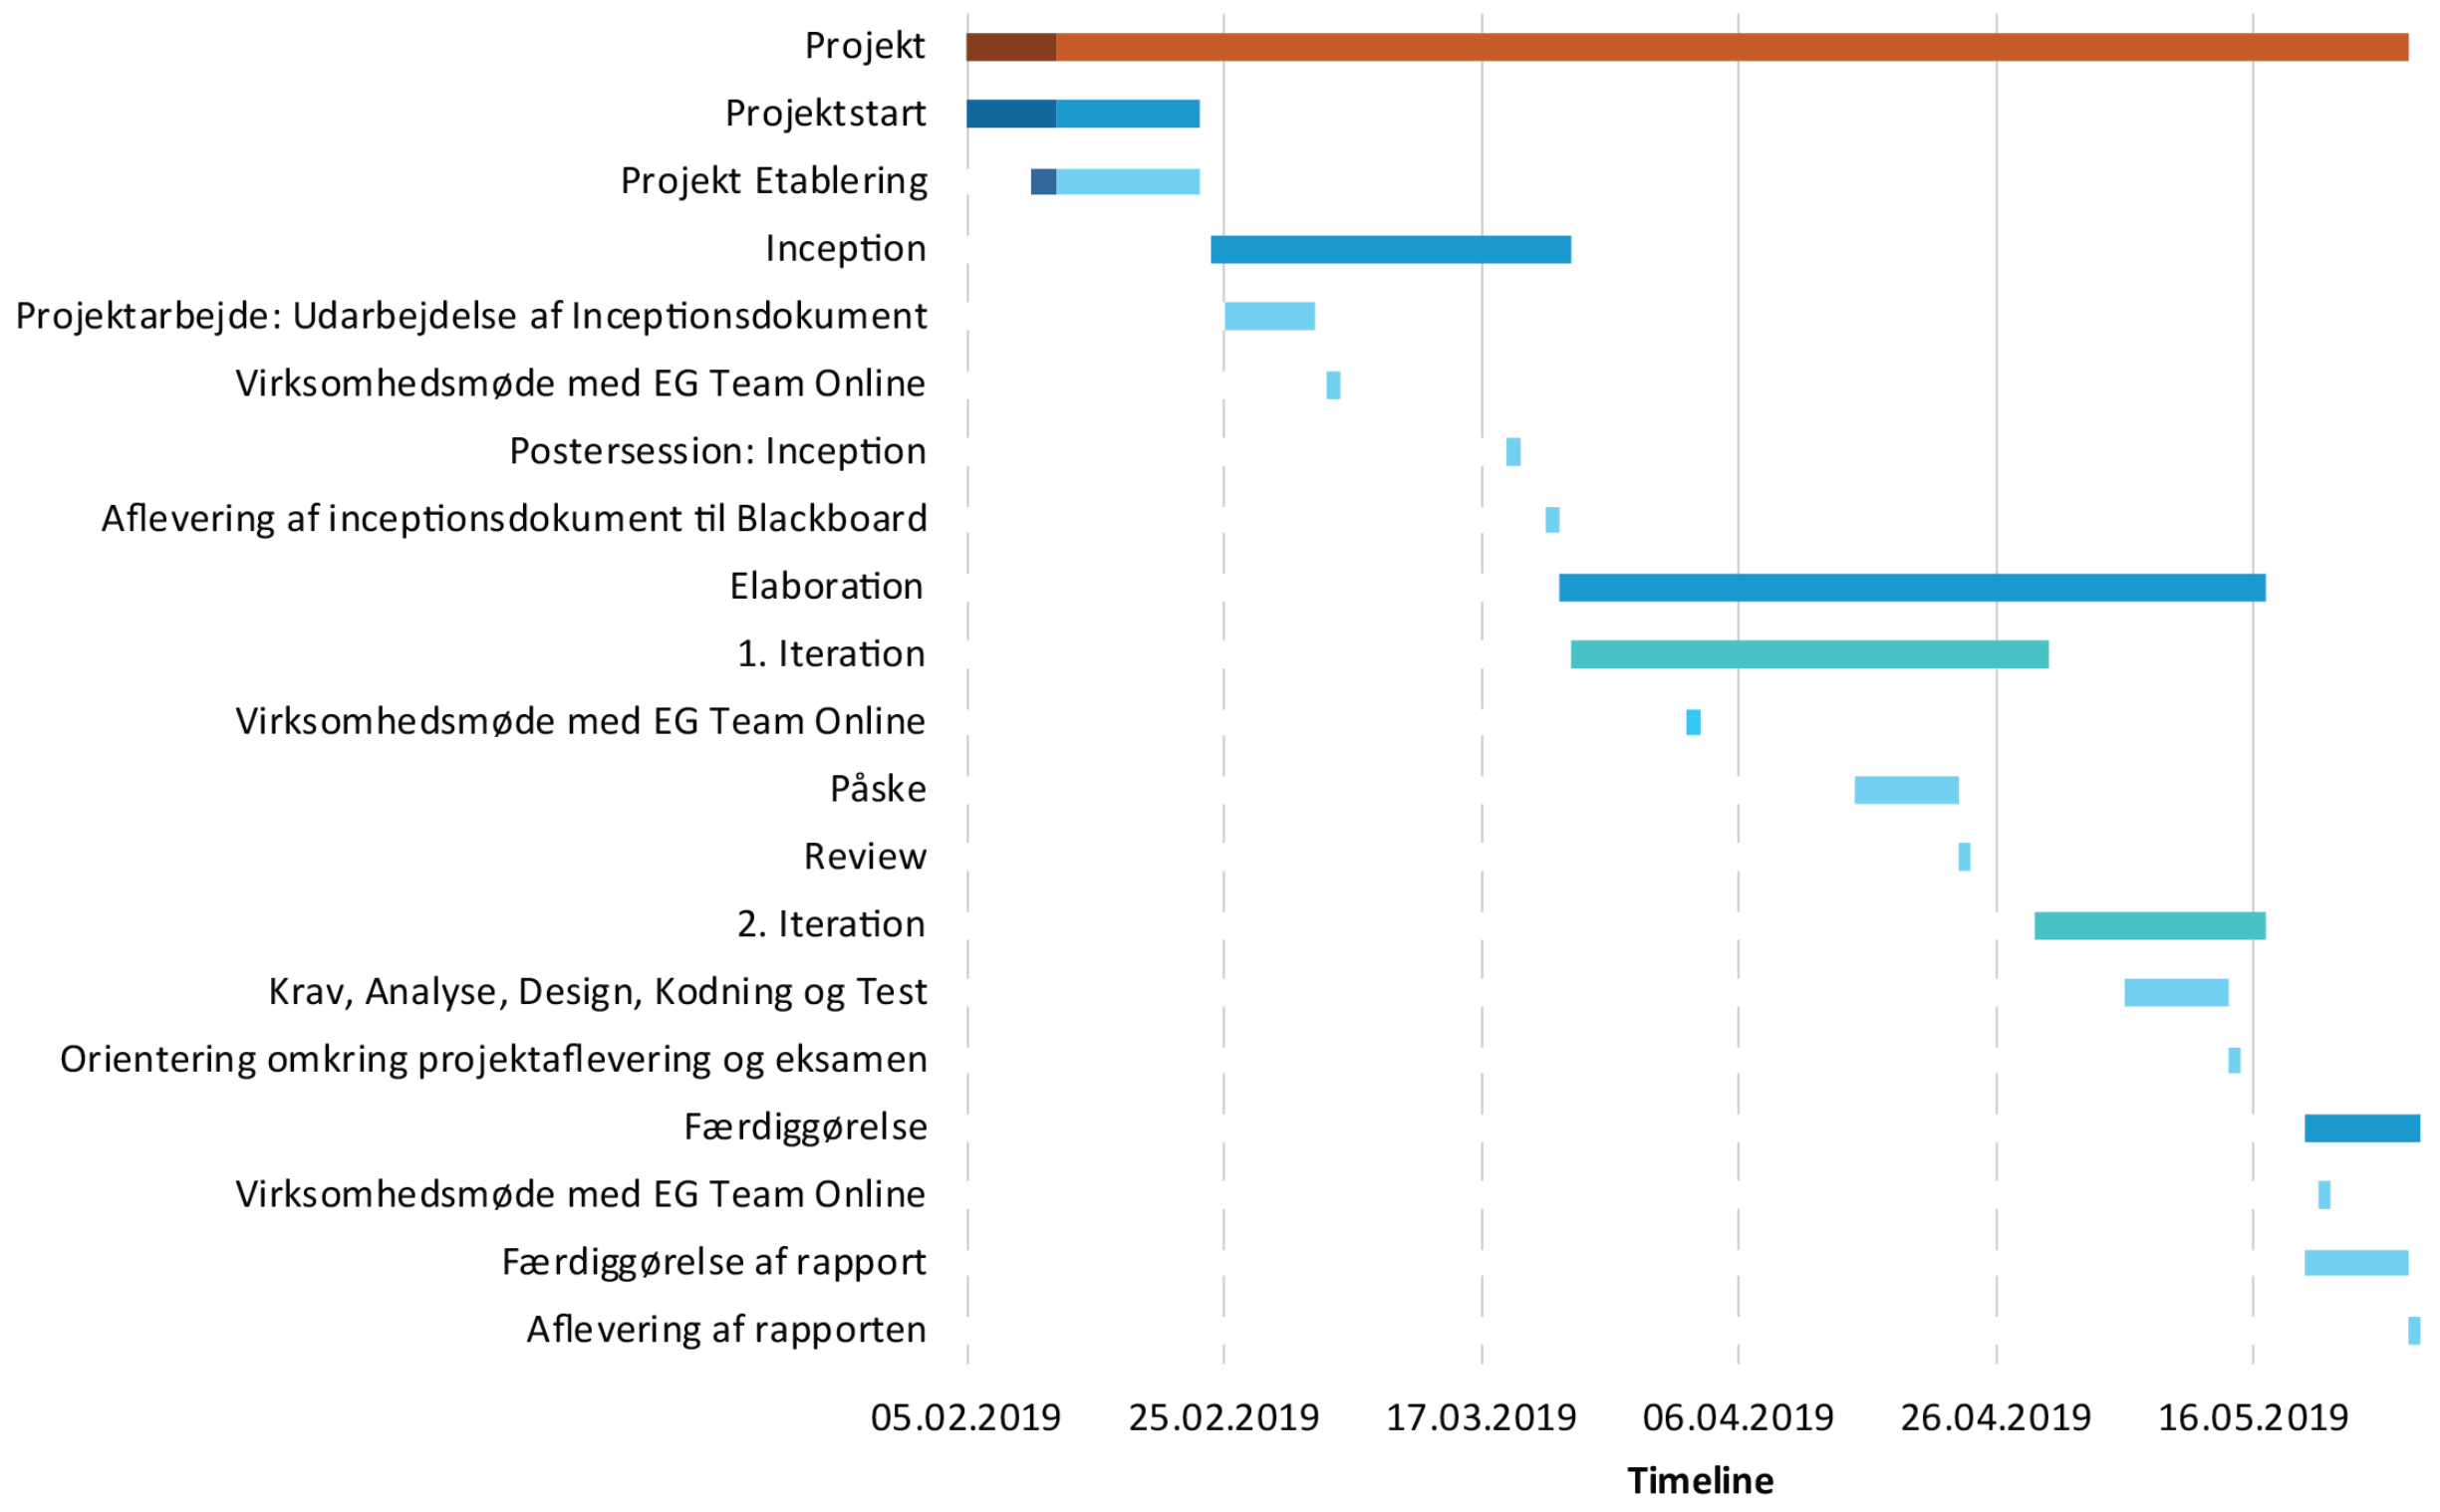 Projekt
Projektstart
Projekt Etablering
Inception
Projektarbejde: Udarbejdelse af Inceptionsdokument
Virksomhedsmøde med EG Team Online
Postersession: Inception
Aflevering af inceptionsdokument til Blackboard
Elaboration
1. Iteration
Virksomhedsmøde med EG Team Online
Påske
Review
2. Iteration
Krav, Analyse, Design, Kodning og Test
Orientering omkring projektaflevering og eksamen
Færdiggørelse
Virksomhedsmøde med EG Team Online
Færdiggørelse af rapport
Aflevering af rapporten
05.02.2019 25.02.2019 17.03.2019 06.04.2019 26.04.2019 16.05.2019
Timeline